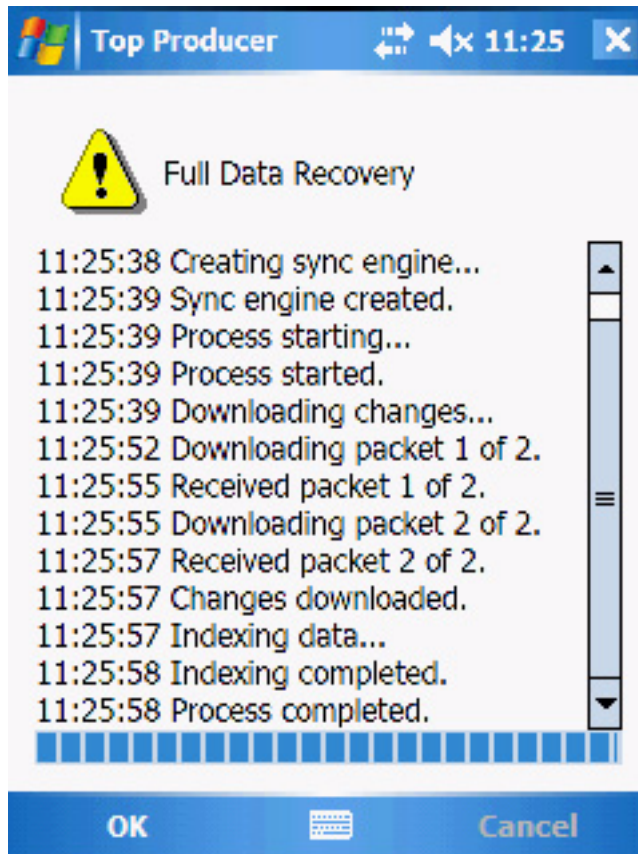 Top Producer 11:25
Full Data Recovery
11:25:38 Creating sync engine...
11:25:39 Sync engine created.
11:25:39 Process starting...
11:25:39 Process started.
11:25:39 Downloading changes...
11:25:52 Downloading packet 1 of 2.
11:25:55 Received packet 1 of 2.
11:25:55 Downloading packet 2 of 2.
11:25:57 Received packet 2 of 2.
11:25:57 Changes downloaded.
11:25:57 Indexing data...
11:25:58 Indexing completed.
11:25:58 Process completed.
OK Cancel